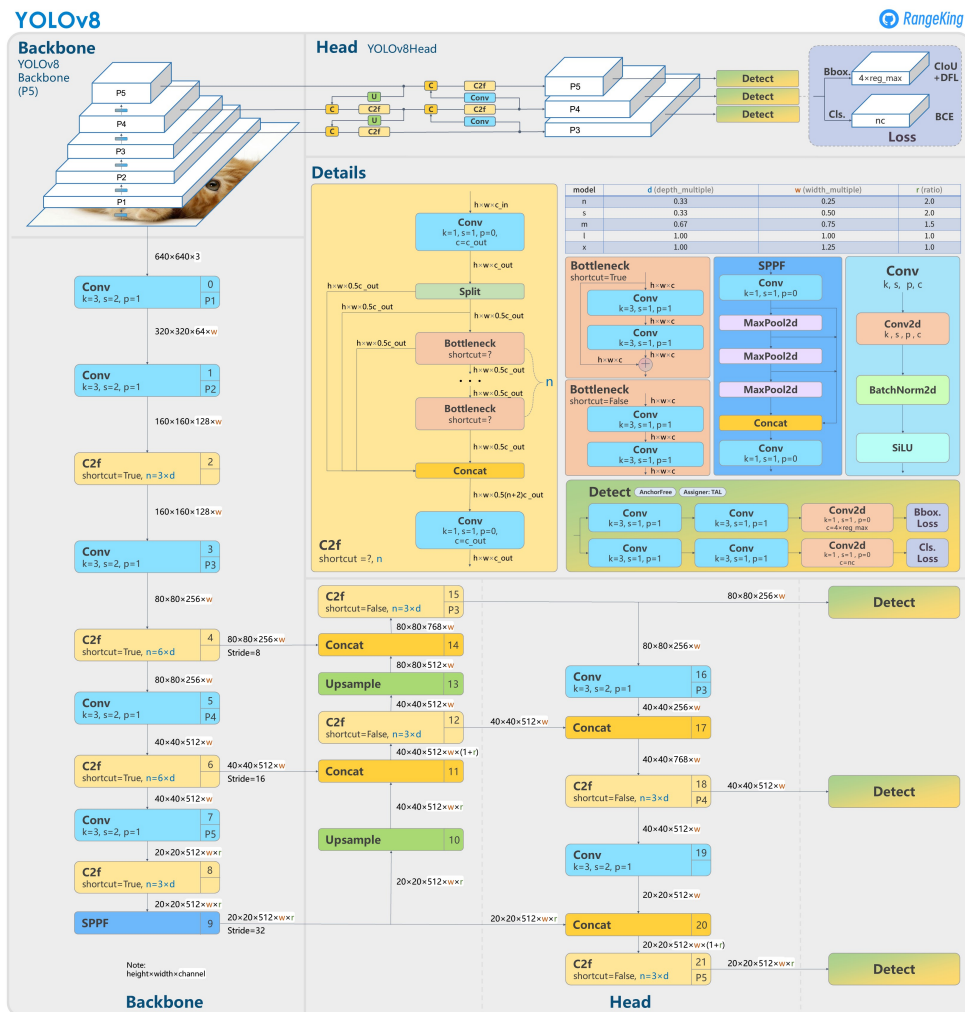 YOLOv8
RangeKing
Backbone
YOLOv8
Backbone
(P5)
P5
P4
P3
P2
P1
Head YOLOv8Head
C
C2f
U
Conv
C
C2f
C
C2f
U
Conv
C
C2f
P5
P4
P3
Detect
Detect
Detect
Bbox.
4×reg_max
CIoU
+DFL
Cls.
nc
BCE
Loss
640×640×3
Conv
k=3, s=2, p=1
0
P1
320×320×64×w
Conv
k=3, s=2, p=1
1
P2
160×160×128×w
C2f
shortcut=True, n=3×d
2
160×160×128×w
Conv
k=3, s=2, p=1
3
P3
80×80×256×w
C2f
shortcut=True, n=6×d
4
80×80×256×w
Stride=8
80×80×256×w
Conv
k=3, s=2, p=1
5
P4
40×40×512×w
C2f
shortcut=True, n=6×d
6
40×40×512×w
Stride=16
40×40×512×w
Conv
k=3, s=2, p=1
7
P5
20×20×512×w×r
C2f
shortcut=True, n=3×d
8
20×20×512×w×r
SPPF
9
20×20×512×w×r
Stride=32
Note:
height×width×channel
Backbone
Details
h×w×c_in
Conv
k=1, s=1, p=0,
c=c_out
h×w×c_out
h×w×0.5c_out
Split
h×w×0.5c_out
h×w×0.5c_out
h×w×0.5c_out
Bottleneck
shortcut=?
h×w×0.5c_out
• • •
n
h×w×0.5c_out
Bottleneck
shortcut=?
h×w×0.5c_out
Concat
h×w×0.5(n+2)c_out
Conv
k=1, s=1, p=0,
c=c_out
C2f
shortcut =?, n
h×w×c_out
model d (depth_multiple) w (width_multiple) r (ratio)
n 0.33 0.25 2.0
s 0.33 0.50 2.0
m 0.67 0.75 1.5
l 1.00 1.00 1.0
x 1.00 1.25 1.0
Bottleneck
shortcut=True
h×w×c
Conv
k=3, s=1, p=1
h×w×c
Conv
k=3, s=1, p=1
h×w×c
h×w×c
+
h×w×c
Bottleneck
shortcut=False
h×w×c
Conv
k=3, s=1, p=1
h×w×c
Conv
k=3, s=1, p=1
h×w×c
SPPF
Conv
k=1, s=1, p=0
MaxPool2d
MaxPool2d
MaxPool2d
Concat
Conv
k=1, s=1, p=0
Conv
k, s, p, c
Conv2d
k, s, p, c
BatchNorm2d
SiLU
Detect AnchorFree Assigner: TAL
Conv
k=3, s=1, p=1
Conv
k=3, s=1, p=1
Conv2d
k=1, s=1, p=0
c=4×reg_max
Bbox.
Loss
Conv
k=3, s=1, p=1
Conv
k=3, s=1, p=1
Conv2d
k=1, s=1, p=0
c=nc
Cls.
Loss
C2f
shortcut=False, n=3×d
15
P3
80×80×256×w
Detect
80×80×768×w
Concat
14
80×80×512×w
Upsample
13
40×40×512×w
C2f
shortcut=False, n=3×d
12
40×40×512×w
40×40×512×w×(1+r)
Concat
11
40×40×512×w×r
Upsample
10
20×20×512×w×r
80×80×256×w
Conv
k=3, s=2, p=1
16
P3
40×40×256×w
Concat
17
40×40×768×w
C2f
shortcut=False, n=3×d
18
P4
40×40×512×w
Detect
40×40×512×w
Conv
k=3, s=2, p=1
19
20×20×512×w
20×20×512×w×r
Concat
20
20×20×512×w×(1+r)
C2f
shortcut=False, n=3×d
21
P5
20×20×512×w×r
Detect
Head